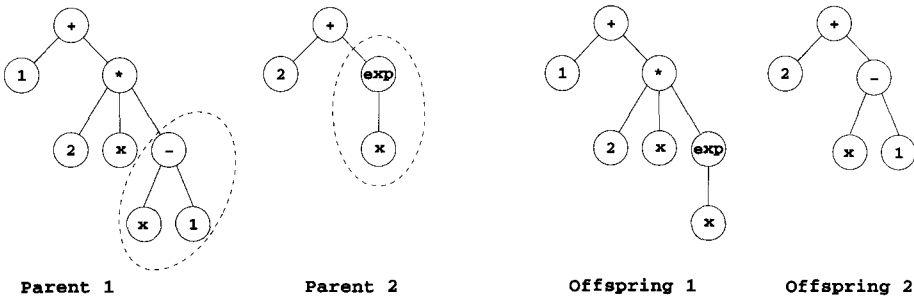 + + + +
1 * 2 exp 1 * 2 -
2 x - x 2 x exp x 1
x 1 x
Parent 1 Parent 2 Offspring 1 Offspring 2